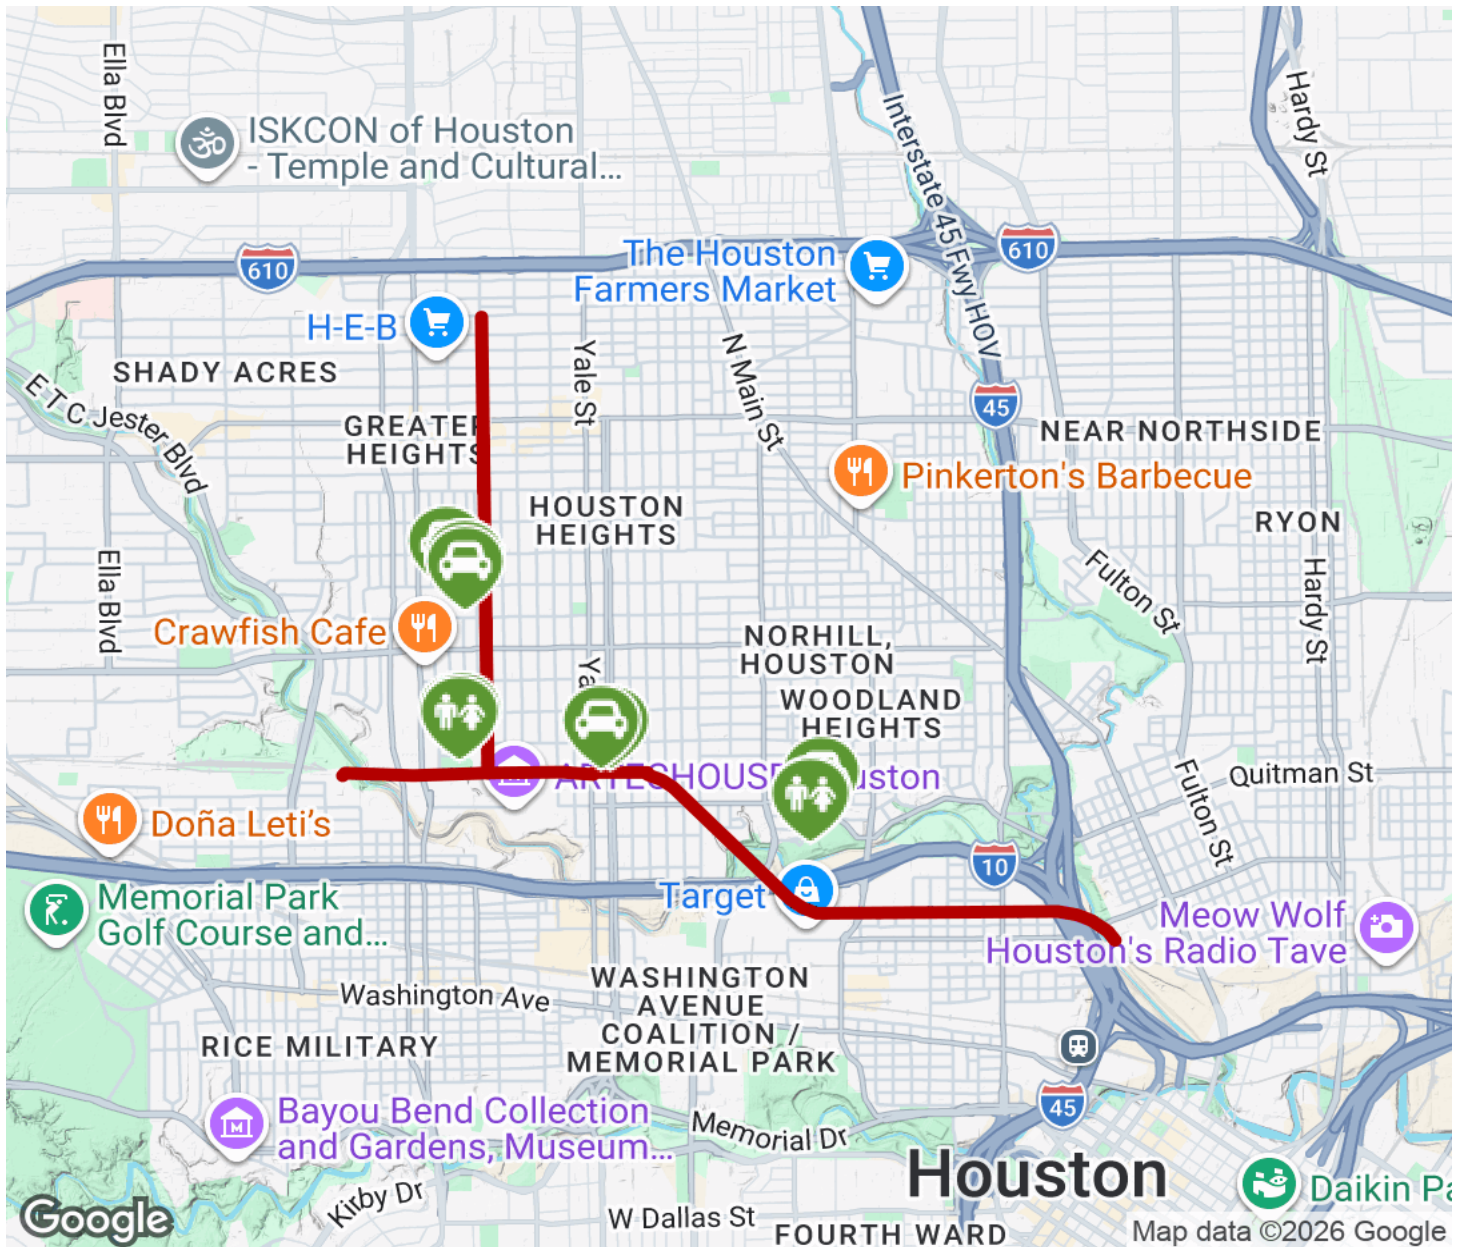 Ella Blvd
ISKCON of Houston
- Temple and Cultural...
Interstate 45 Fwy HOV
Hardy St
610
The Houston
Farmers Market
610
H-E-B
SHADY ACRES
Yale St
N Main St
45
E T C Jester Blvd
GREATER
HEIGHTS
NEAR NORTHSIDE
Pinkerton's Barbecue
HOUSTON
HEIGHTS
RYON
Ella Blvd
Fulton St
Hardy St
Crawfish Cafe
NORHILL,
HOUSTON
Ya
WOODLAND
HEIGHTS
ARTECHOUSE Houston
Quitman St
Fulton St
Doña Leti's
10
Target
Memorial Park
Golf Course and...
Meow Wolf
Houston's Radio Tave
Washington Ave
WASHINGTON
AVENUE
COALITION /
MEMORIAL PARK
RICE MILITARY
45
Bayou Bend Collection
and Gardens, Museum...
Memorial Dr
Houston
Kirby Dr
Daikin Pa
Google
W Dallas St
FOURTH WARD
Map data ©2026 Google